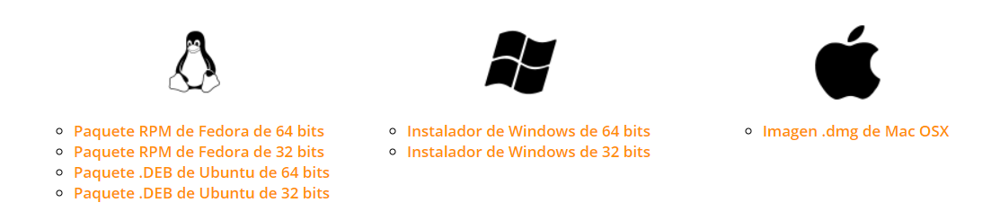 Paquete RPM de Fedora de 64 bits
Paquete RPM de Fedora de 32 bits
Paquete .DEB de Ubuntu de 64 bits
Paquete .DEB de Ubuntu de 32 bits
Instalador de Windows de 64 bits
Instalador de Windows de 32 bits
Imagen .dmg de Mac OSX